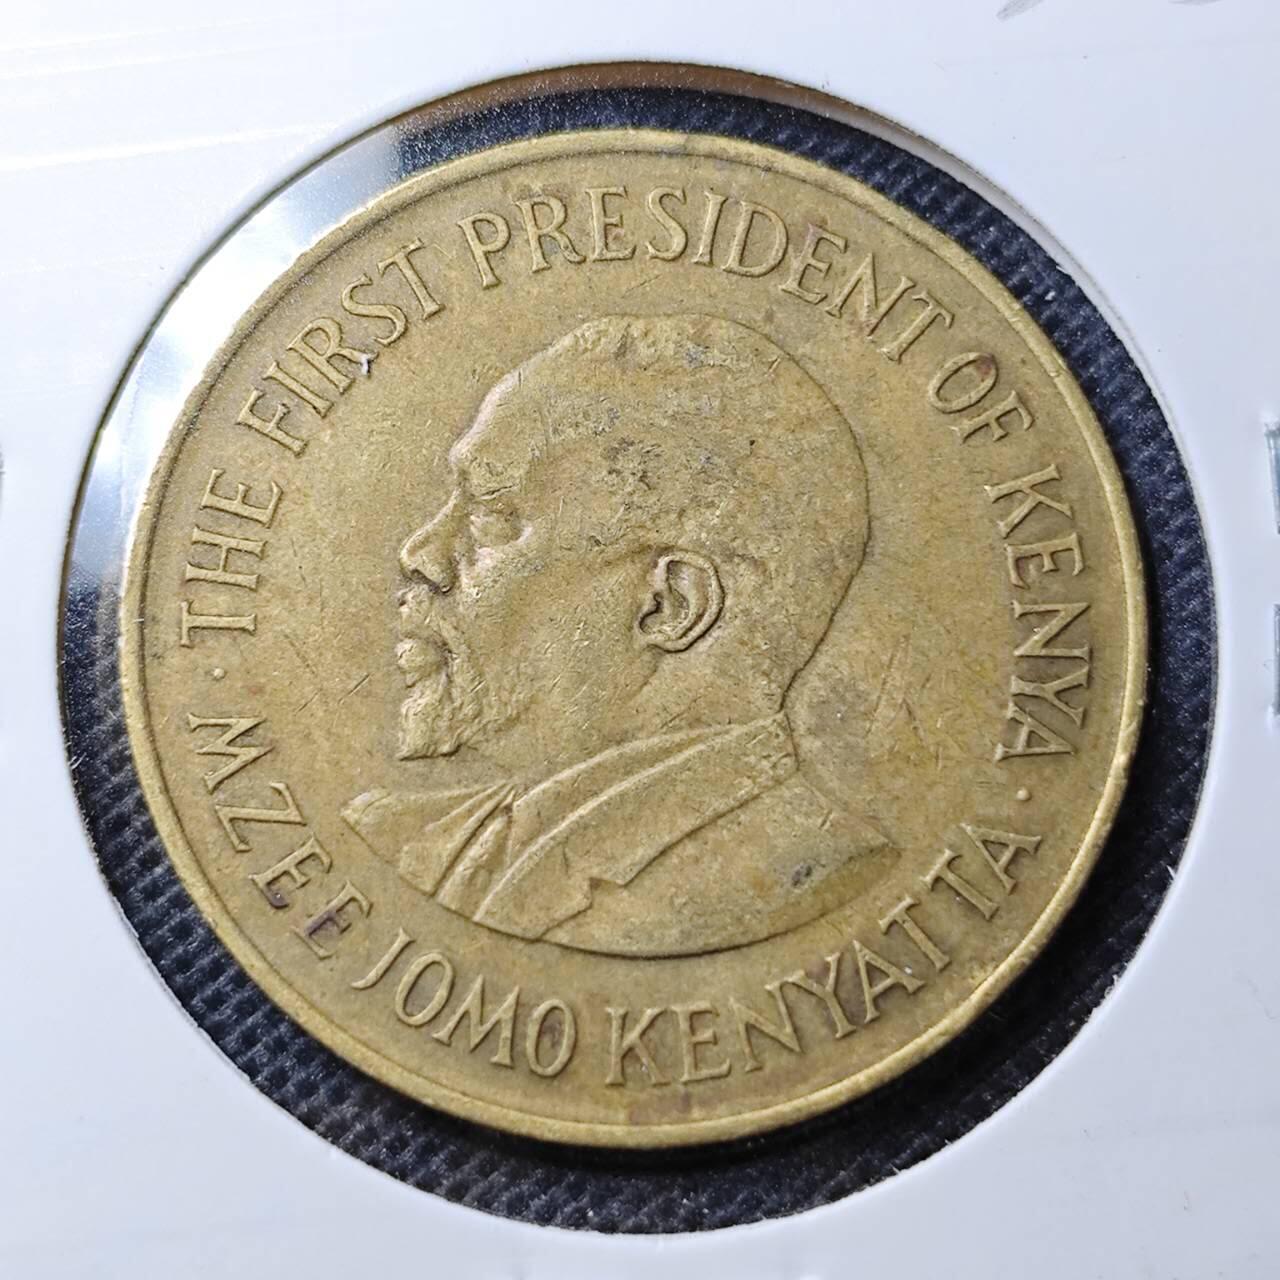 · THE FIRST PRESIDENT OF KENYA ·
MZEE JOMO KENYATTA